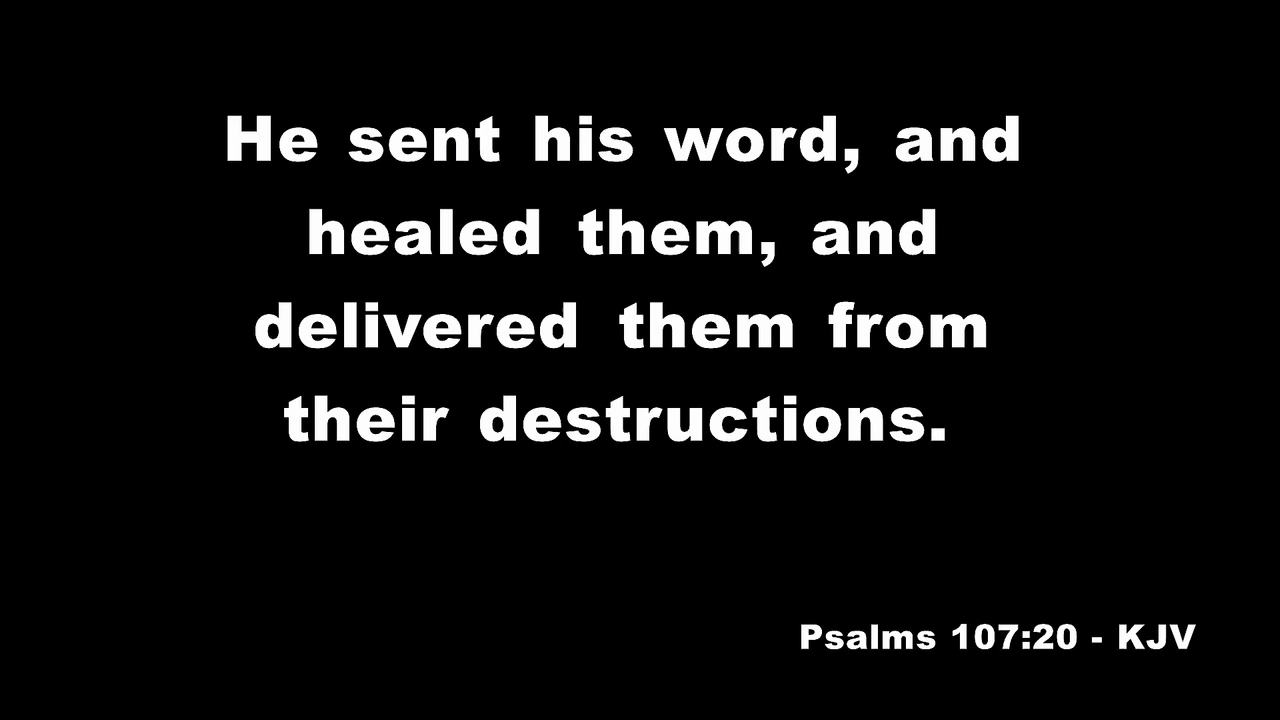 He sent his word, and
healed them, and
delivered them from
their destructions.
Psalms 107:20 - KJV